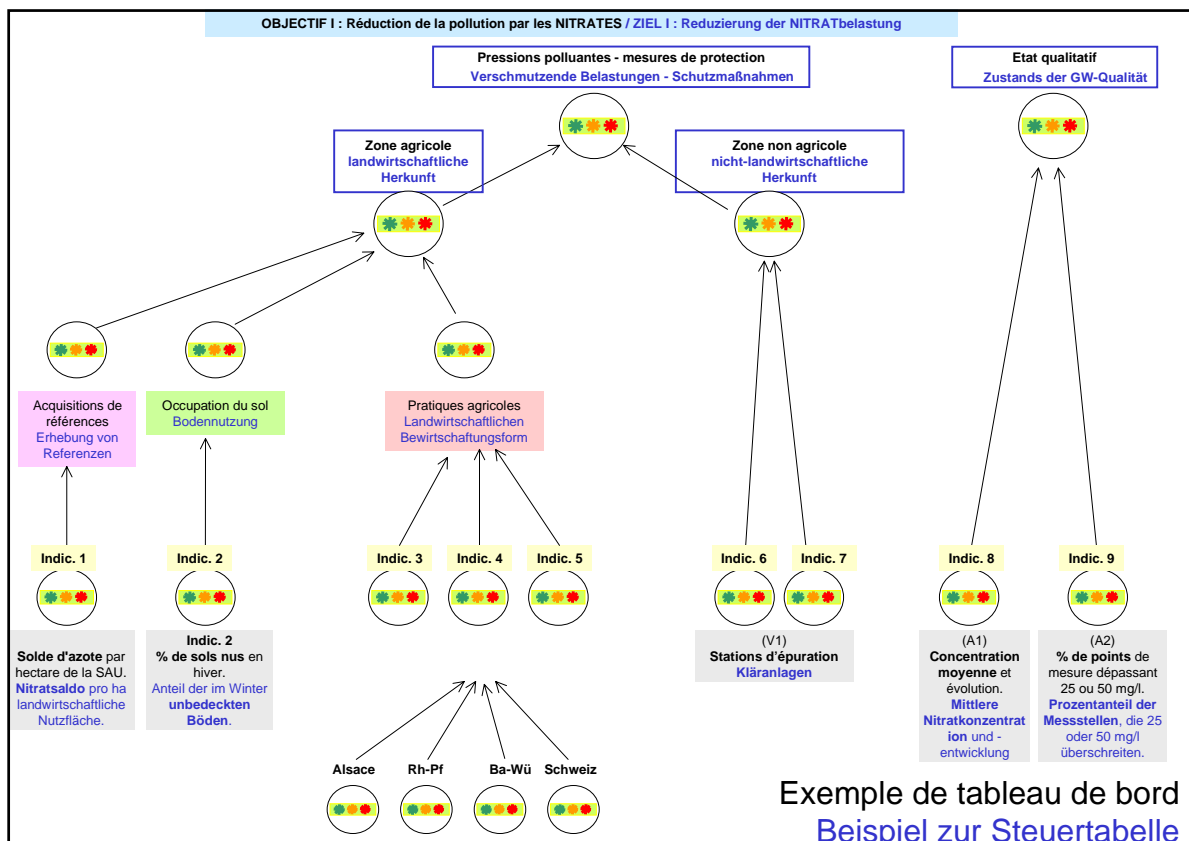 OBJECTIF I : Réduction de la pollution par les NITRATES / ZIEL I : Reduzierung der NITRATbelastung
Pressions polluantes - mesures de protection
Verschmutzende Belastungen - Schutzmaßnahmen
Etat qualitatif
Zustands der GW-Qualität
Zone agricole
landwirtschaftliche
Herkunft
Zone non agricole
nicht-landwirtschaftliche
Herkunft
Acquisitions de
références
Erhebung von
Referenzen
Occupation du sol
Bodennutzung
Pratiques agricoles
Landwirtschaftlichen
Bewirtschaftungsform
Indic. 1
Indic. 2
Indic. 3
Indic. 4
Indic. 5
Indic. 6
Indic. 7
Indic. 8
Indic. 9
Solde d'azote par
hectare de la SAU.
Nitratsaldo pro ha
landwirtschaftliche
Nutzfläche.
Indic. 2
% de sols nus en
hiver.
Anteil der im Winter
unbedeckten
Böden.
(V1)
Stations d'épuration
Kläranlagen
(A1)
Concentration
moyenne et
évolution.
Mittlere
Nitratkonzentrat
ion und -
entwicklung
(A2)
% de points de
mesure dépassant
25 ou 50 mg/l.
Prozentanteil der
Messstellen, die 25
oder 50 mg/l
überschreiten.
Alsace
Rh-Pf
Ba-Wü
Schweiz
Exemple de tableau de bord
Beispiel zur Steuertabelle